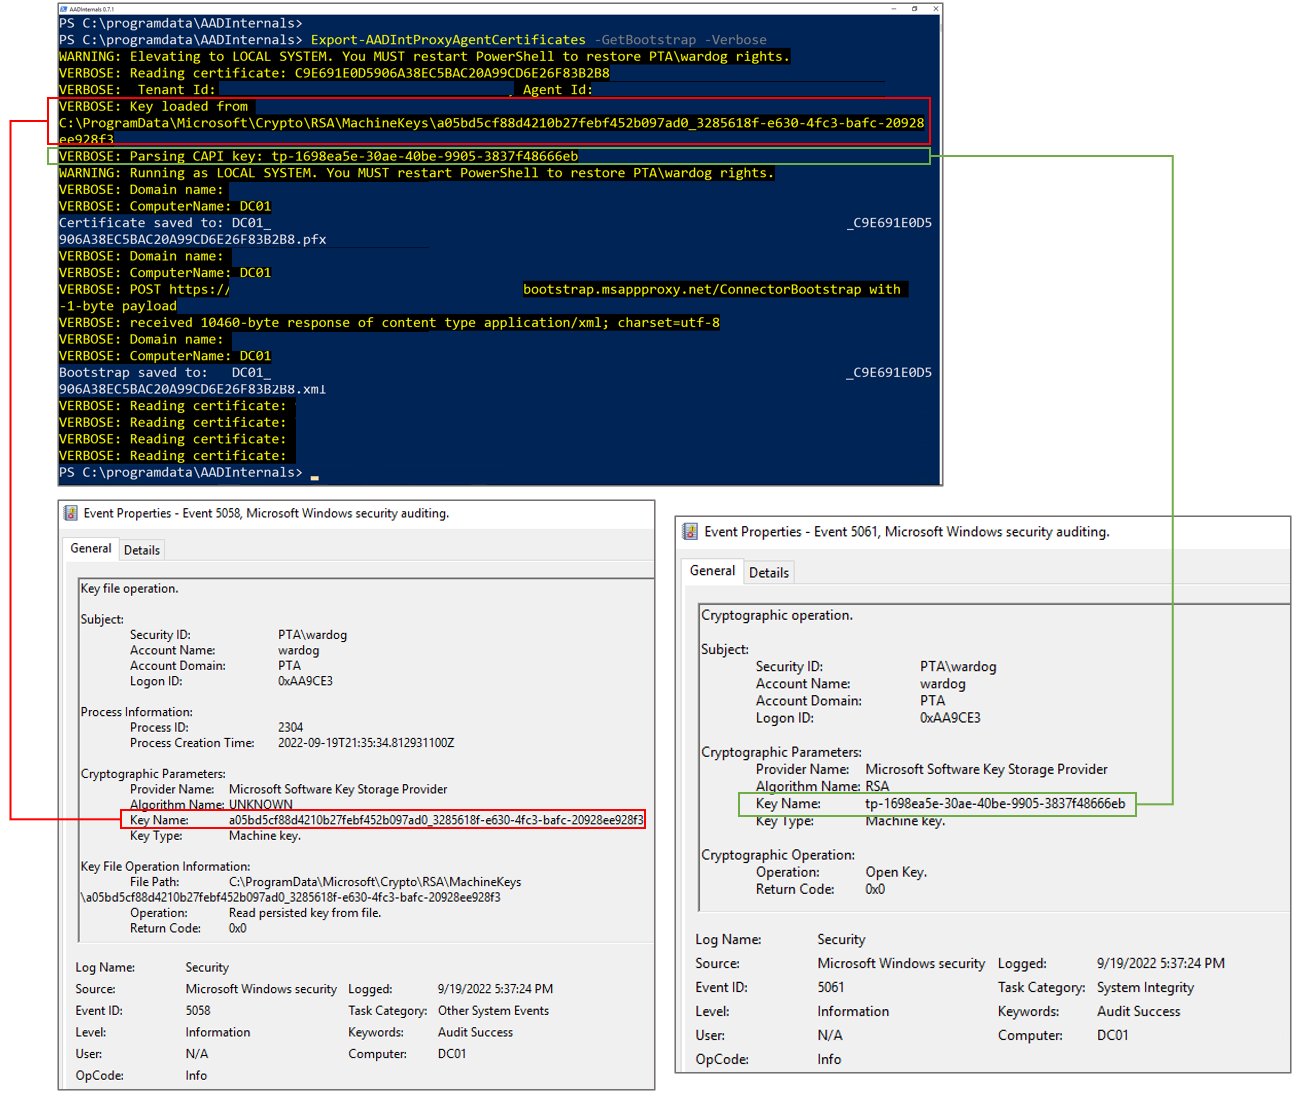 AADInternals 0.7.1
PS C:\programdata\AADInternals>
PS C:\programdata\AADInternals> Export-AADIntProxyAgentCertificates -GetBootstrap -Verbose
WARNING: Elevating to LOCAL SYSTEM. You MUST restart PowerShell to restore PTA\wardog rights.
VERBOSE: Reading certificate: C9E691E0D5906A38EC5BAC20A99CD6E26F83B2B8
VERBOSE:  Tenant Id: , Agent Id:
VERBOSE: Key loaded from
C:\ProgramData\Microsoft\Crypto\RSA\MachineKeys\a05bd5cf88d4210b27febf452b097ad0_3285618f-e630-4fc3-bafc-20928
ee928f3
VERBOSE: Parsing CAPI key: tp-1698ea5e-30ae-40be-9905-3837f48666eb
WARNING: Running as LOCAL SYSTEM. You MUST restart PowerShell to restore PTA\wardog rights.
VERBOSE: Domain name:
VERBOSE: ComputerName: DC01
Certificate saved to: DC01_ _C9E691E0D5
906A38EC5BAC20A99CD6E26F83B2B8.pfx
VERBOSE: Domain name:
VERBOSE: ComputerName: DC01
VERBOSE: POST https:// bootstrap.msappproxy.net/ConnectorBootstrap with
-1-byte payload
VERBOSE: received 10460-byte response of content type application/xml; charset=utf-8
VERBOSE: Domain name:
VERBOSE: ComputerName: DC01
Bootstrap saved to:   DC01_ _C9E691E0D5
906A38EC5BAC20A99CD6E26F83B2B8.xml
VERBOSE: Reading certificate:
VERBOSE: Reading certificate:
VERBOSE: Reading certificate:
VERBOSE: Reading certificate:
PS C:\programdata\AADInternals>
Event Properties - Event 5058, Microsoft Windows security auditing.
General Details
Key file operation.
Subject:
Security ID: PTA\wardog
Account Name: wardog
Account Domain: PTA
Logon ID: 0xAA9CE3
Process Information:
Process ID: 2304
Process Creation Time: 2022-09-19T21:35:34.812931100Z
Cryptographic Parameters:
Provider Name: Microsoft Software Key Storage Provider
Algorithm Name: UNKNOWN
Key Name: a05bd5cf88d4210b27febf452b097ad0_3285618f-e630-4fc3-bafc-20928ee928f3
Key Type: Machine key.
Key File Operation Information:
File Path: C:\ProgramData\Microsoft\Crypto\RSA\MachineKeys
\a05bd5cf88d4210b27febf452b097ad0_3285618f-e630-4fc3-bafc-20928ee928f3
Operation: Read persisted key from file.
Return Code: 0x0
Log Name: Security
Source: Microsoft Windows security Logged: 9/19/2022 5:37:24 PM
Event ID: 5058 Task Category: Other System Events
Level: Information Keywords: Audit Success
User: N/A Computer: DC01
OpCode: Info
Event Properties - Event 5061, Microsoft Windows security auditing.
General Details
Cryptographic operation.
Subject:
Security ID: PTA\wardog
Account Name: wardog
Account Domain: PTA
Logon ID: 0xAA9CE3
Cryptographic Parameters:
Provider Name: Microsoft Software Key Storage Provider
Algorithm Name: RSA
Key Name: tp-1698ea5e-30ae-40be-9905-3837f48666eb
Key Type: Machine key.
Cryptographic Operation:
Operation: Open Key.
Return Code: 0x0
Log Name: Security
Source: Microsoft Windows security Logged: 9/19/2022 5:37:24 PM
Event ID: 5061 Task Category: System Integrity
Level: Information Keywords: Audit Success
User: N/A Computer: DC01
OpCode: Info